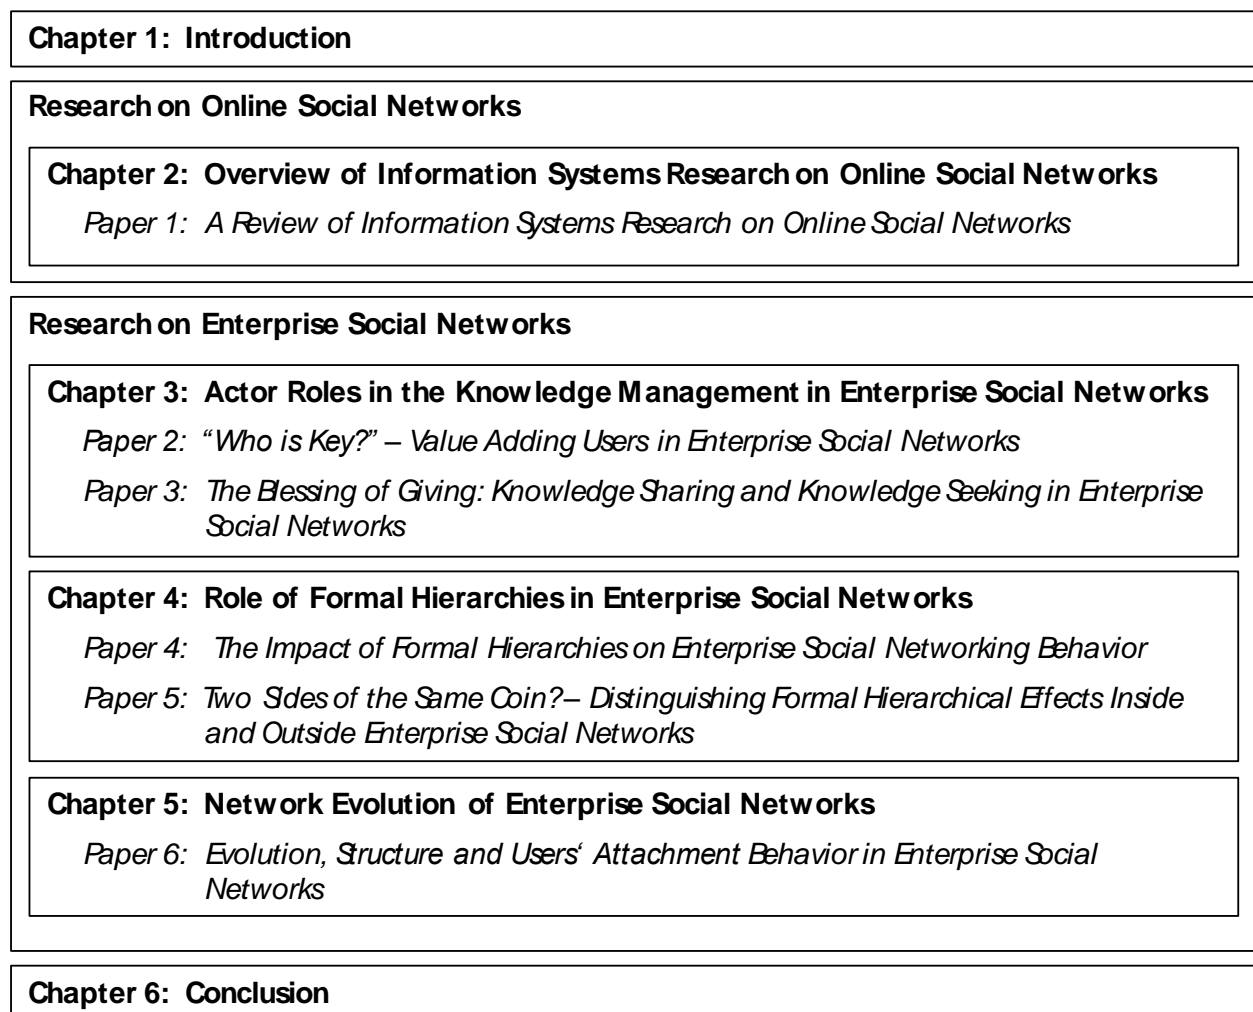 Chapter 1: Introduction
Research on Online Social Networks
Chapter 2: Overview of Information Systems Research on Online Social Networks
Paper 1: A Review of Information Systems Research on Online Social Networks
Research on Enterprise Social Networks
Chapter 3: Actor Roles in the Knowledge Management in Enterprise Social Networks
Paper 2: “Who is Key?” – Value Adding Users in Enterprise Social Networks
Paper 3: The Blessing of Giving: Knowledge Sharing and Knowledge Seeking in Enterprise
Social Networks
Chapter 4: Role of Formal Hierarchies in Enterprise Social Networks
Paper 4: The Impact of Formal Hierarchies on Enterprise Social Networking Behavior
Paper 5: Two Sides of the Same Coin? – Distinguishing Formal Hierarchical Effects Inside
and Outside Enterprise Social Networks
Chapter 5: Network Evolution of Enterprise Social Networks
Paper 6: Evolution, Structure and Users‘ Attachment Behavior in Enterprise Social
Networks
Chapter 6: Conclusion